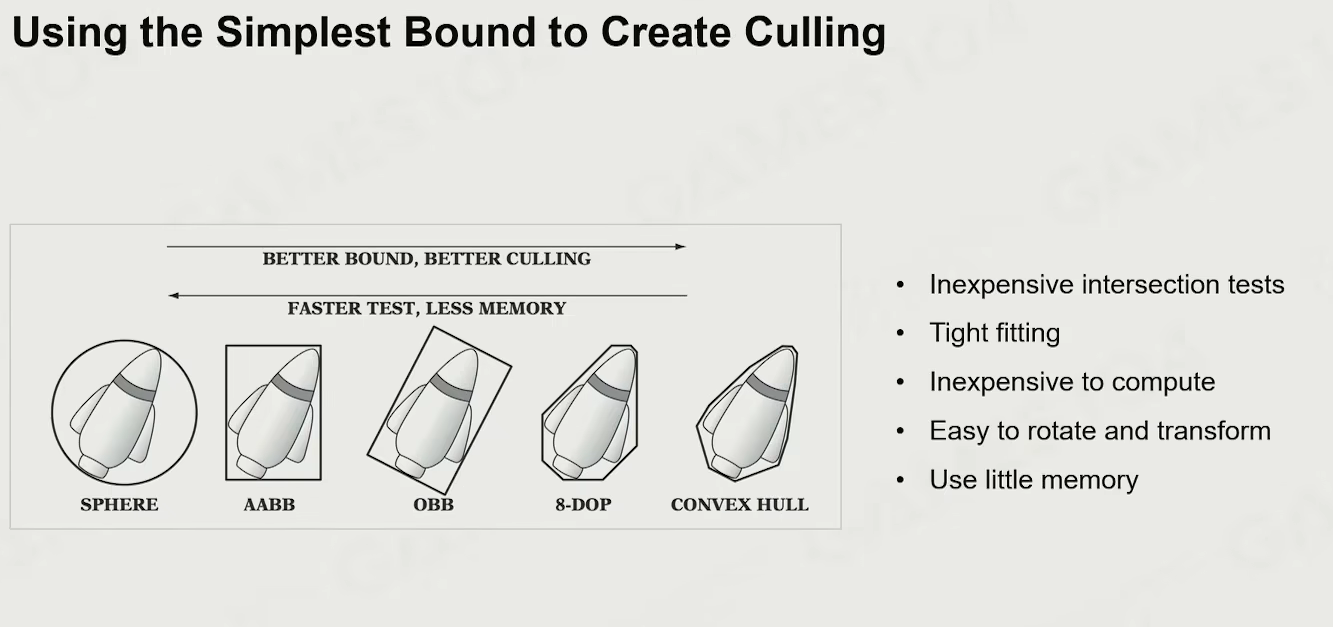 Using the Simplest Bound to Create Culling
BETTER BOUND, BETTER CULLING
FASTER TEST, LESS MEMORY
SPHERE
AABB
OBB
8-DOP
CONVEX HULL
• Inexpensive intersection tests
• Tight fitting
• Inexpensive to compute
• Easy to rotate and transform
• Use little memory